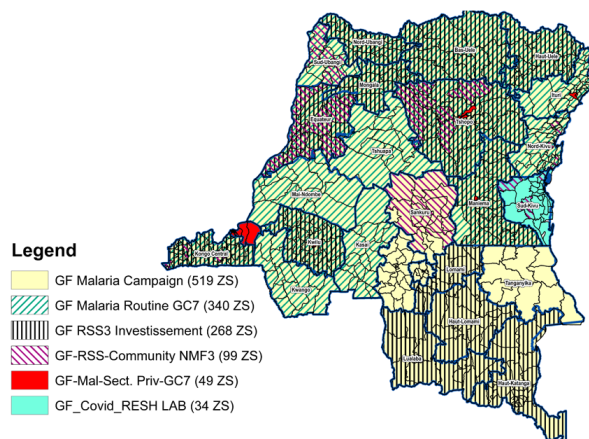 Nord-Ubangi
Bas-Uele
Haut-Uele
Sud-Ubangi
Mongala
Ituri
Equateur
Tshopo
Nord-Kivu
Tshuapa
Mai-Ndombe
Maniema
Sud-Kivu
Sankuru
Kwilu
Kasai
Kongo Central
Lomami
Tanganyika
Kwango
Haut-Lomami
Lualaba
Haut-Katanga
Legend
GF Malaria Campaign (519 ZS)
GF Malaria Routine GC7 (340 ZS)
GF RSS3 Investissement (268 ZS)
GF-RSS-Community NMF3 (99 ZS)
GF-Mal-Sect. Priv-GC7 (49 ZS)
GF_Covid_RESH LAB (34 ZS)